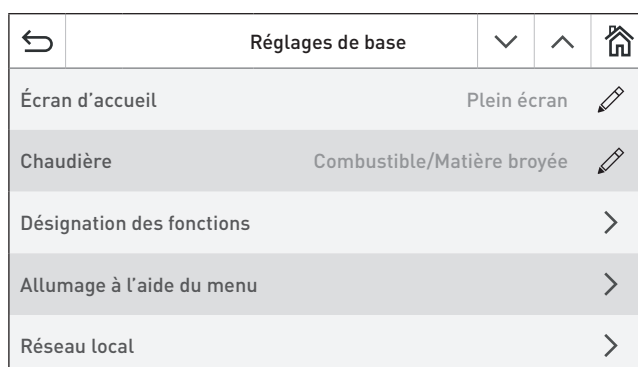 Réglages de base
Écran d’accueil Plein écran
Chaudière Combustible/Matière broyée
Désignation des fonctions
Allumage à l’aide du menu
Réseau local